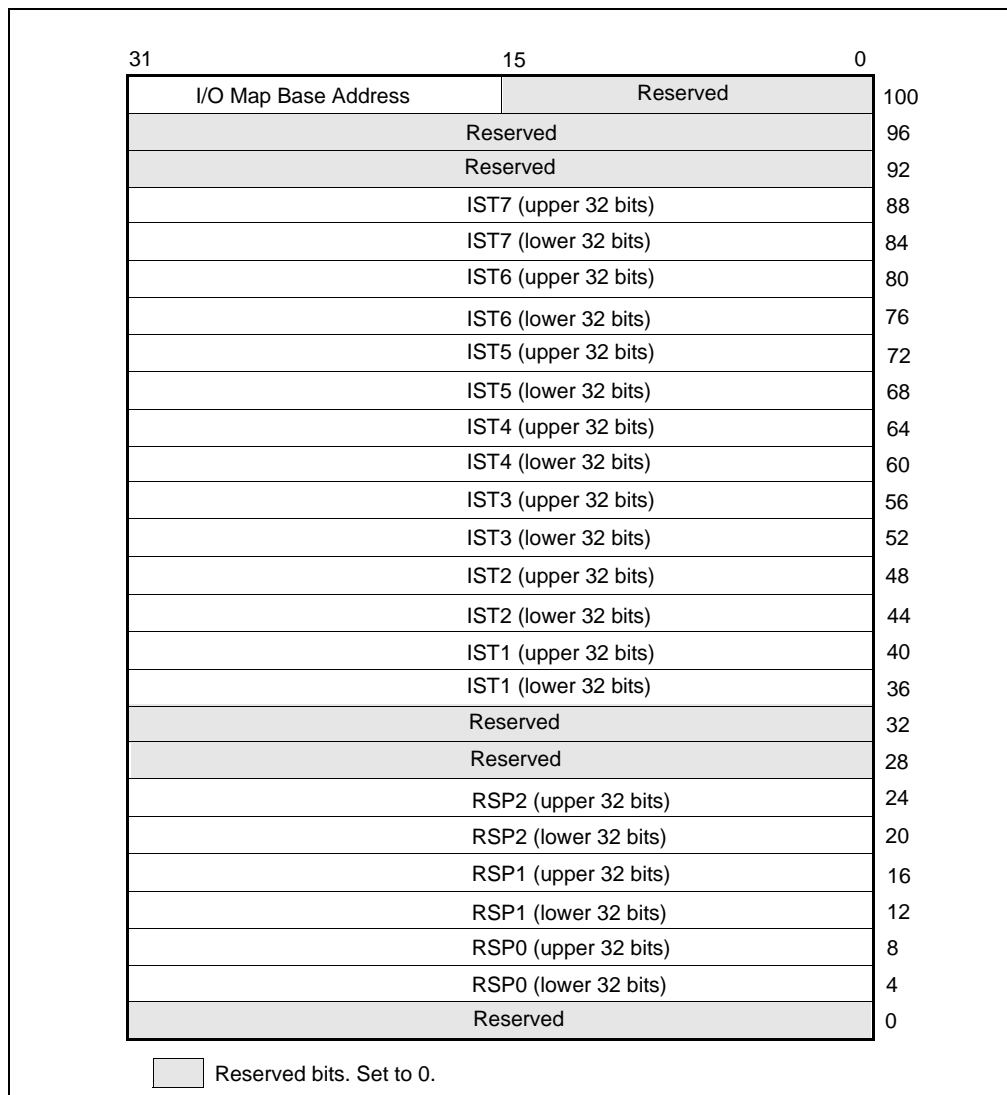 31 15 0
I/O Map Base Address Reserved 100
Reserved 96
Reserved 92
IST7 (upper 32 bits) 88
IST7 (lower 32 bits) 84
IST6 (upper 32 bits) 80
IST6 (lower 32 bits) 76
IST5 (upper 32 bits) 72
IST5 (lower 32 bits) 68
IST4 (upper 32 bits) 64
IST4 (lower 32 bits) 60
IST3 (upper 32 bits) 56
IST3 (lower 32 bits) 52
IST2 (upper 32 bits) 48
IST2 (lower 32 bits) 44
IST1 (upper 32 bits) 40
IST1 (lower 32 bits) 36
Reserved 32
Reserved 28
RSP2 (upper 32 bits) 24
RSP2 (lower 32 bits) 20
RSP1 (upper 32 bits) 16
RSP1 (lower 32 bits) 12
RSP0 (upper 32 bits) 8
RSP0 (lower 32 bits) 4
Reserved 0
Reserved bits. Set to 0.